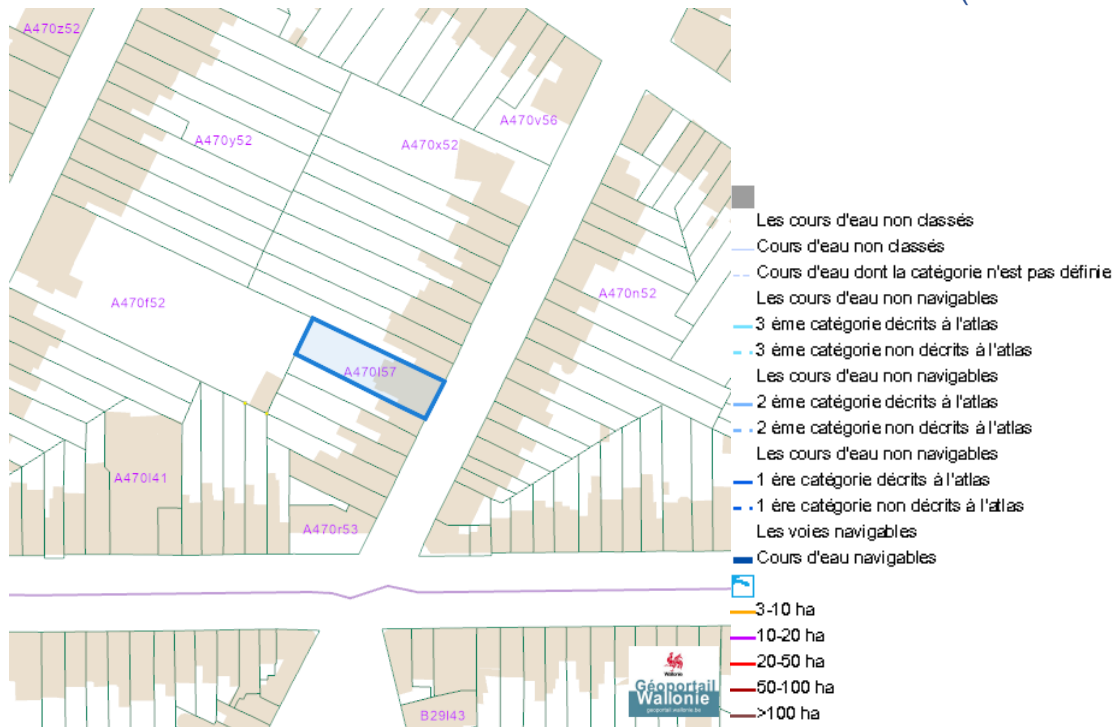 A470z52
A470v56
A470y52
A470x52
A470n52
A470f52
A470l57
A470l41
A470r53
B29l43
Les cours d'eau non classés
Cours d'eau non classés
Cours d'eau dont la catégorie n'est pas définie
Les cours d'eau non navigables
3 ème catégorie décrits à l'atlas
3 ème catégorie non décrits à l'atlas
Les cours d'eau non navigables
2 ème catégorie décrits à l'atlas
2 ème catégorie non décrits à l'atlas
Les cours d'eau non navigables
1 ère catégorie décrits à l'atlas
1 ère catégorie non décrits à l'atlas
Les voies navigables
Cours d'eau navigables
3-10 ha
10-20 ha
20-50 ha
50-100 ha
>100 ha
Wallonie
Géoportail
Wallonie
geoportail.wallonie.be